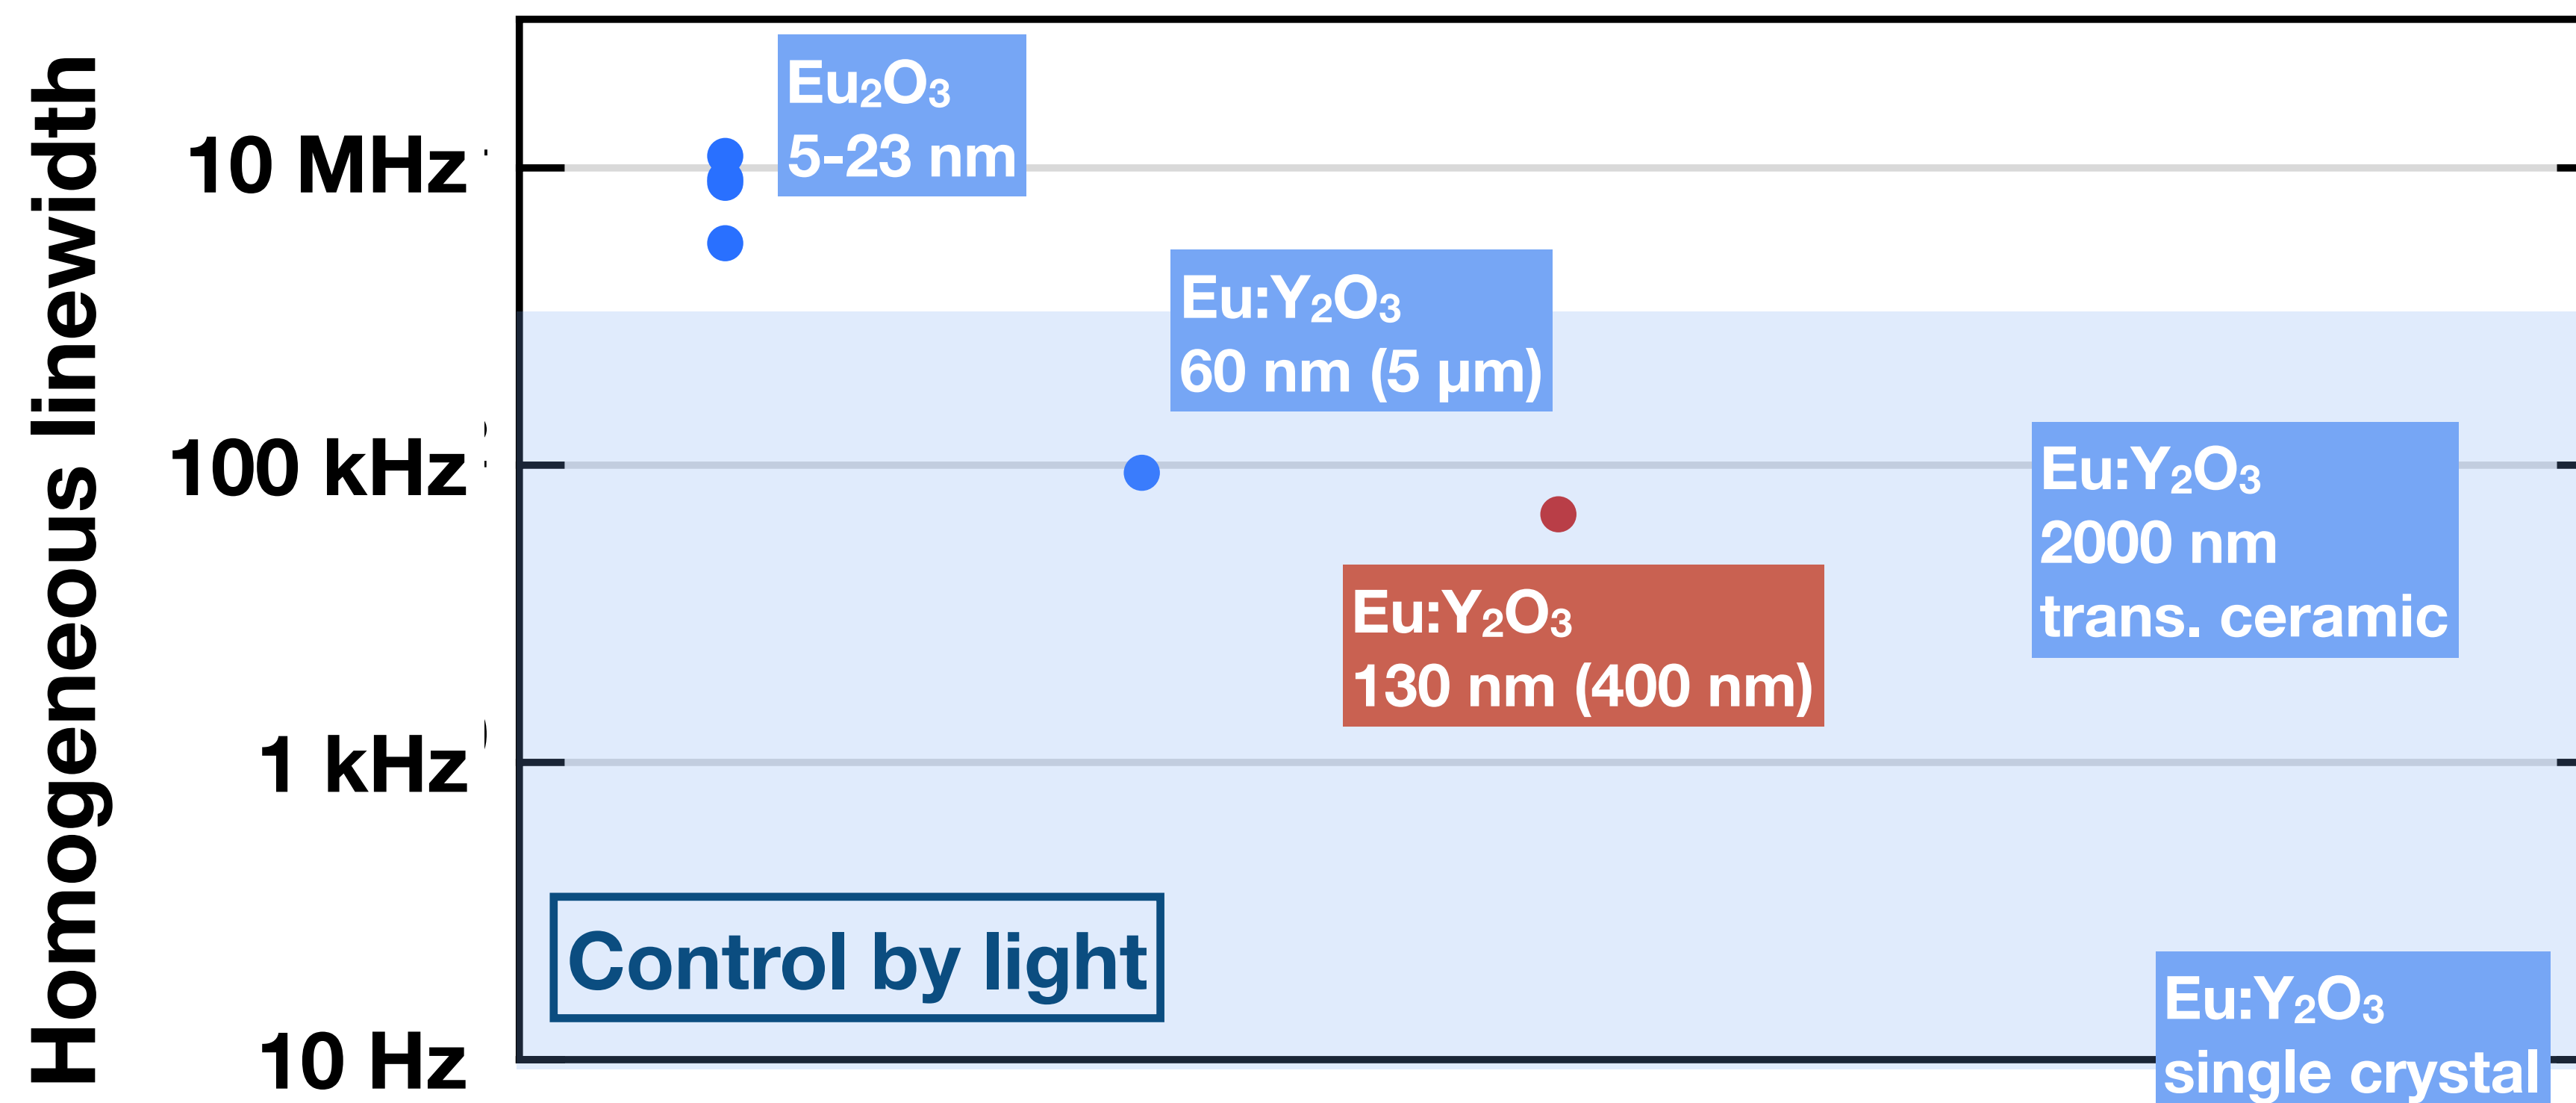 Homogeneous linewidth
10 MHz
100 kHz
1 kHz
10 Hz
Eu₂O₃
5-23 nm
Eu:Y₂O₃
60 nm (5 µm)
Eu:Y₂O₃
130 nm (400 nm)
Eu:Y₂O₃
2000 nm
trans. ceramic
Control by light
Eu:Y₂O₃
single crystal